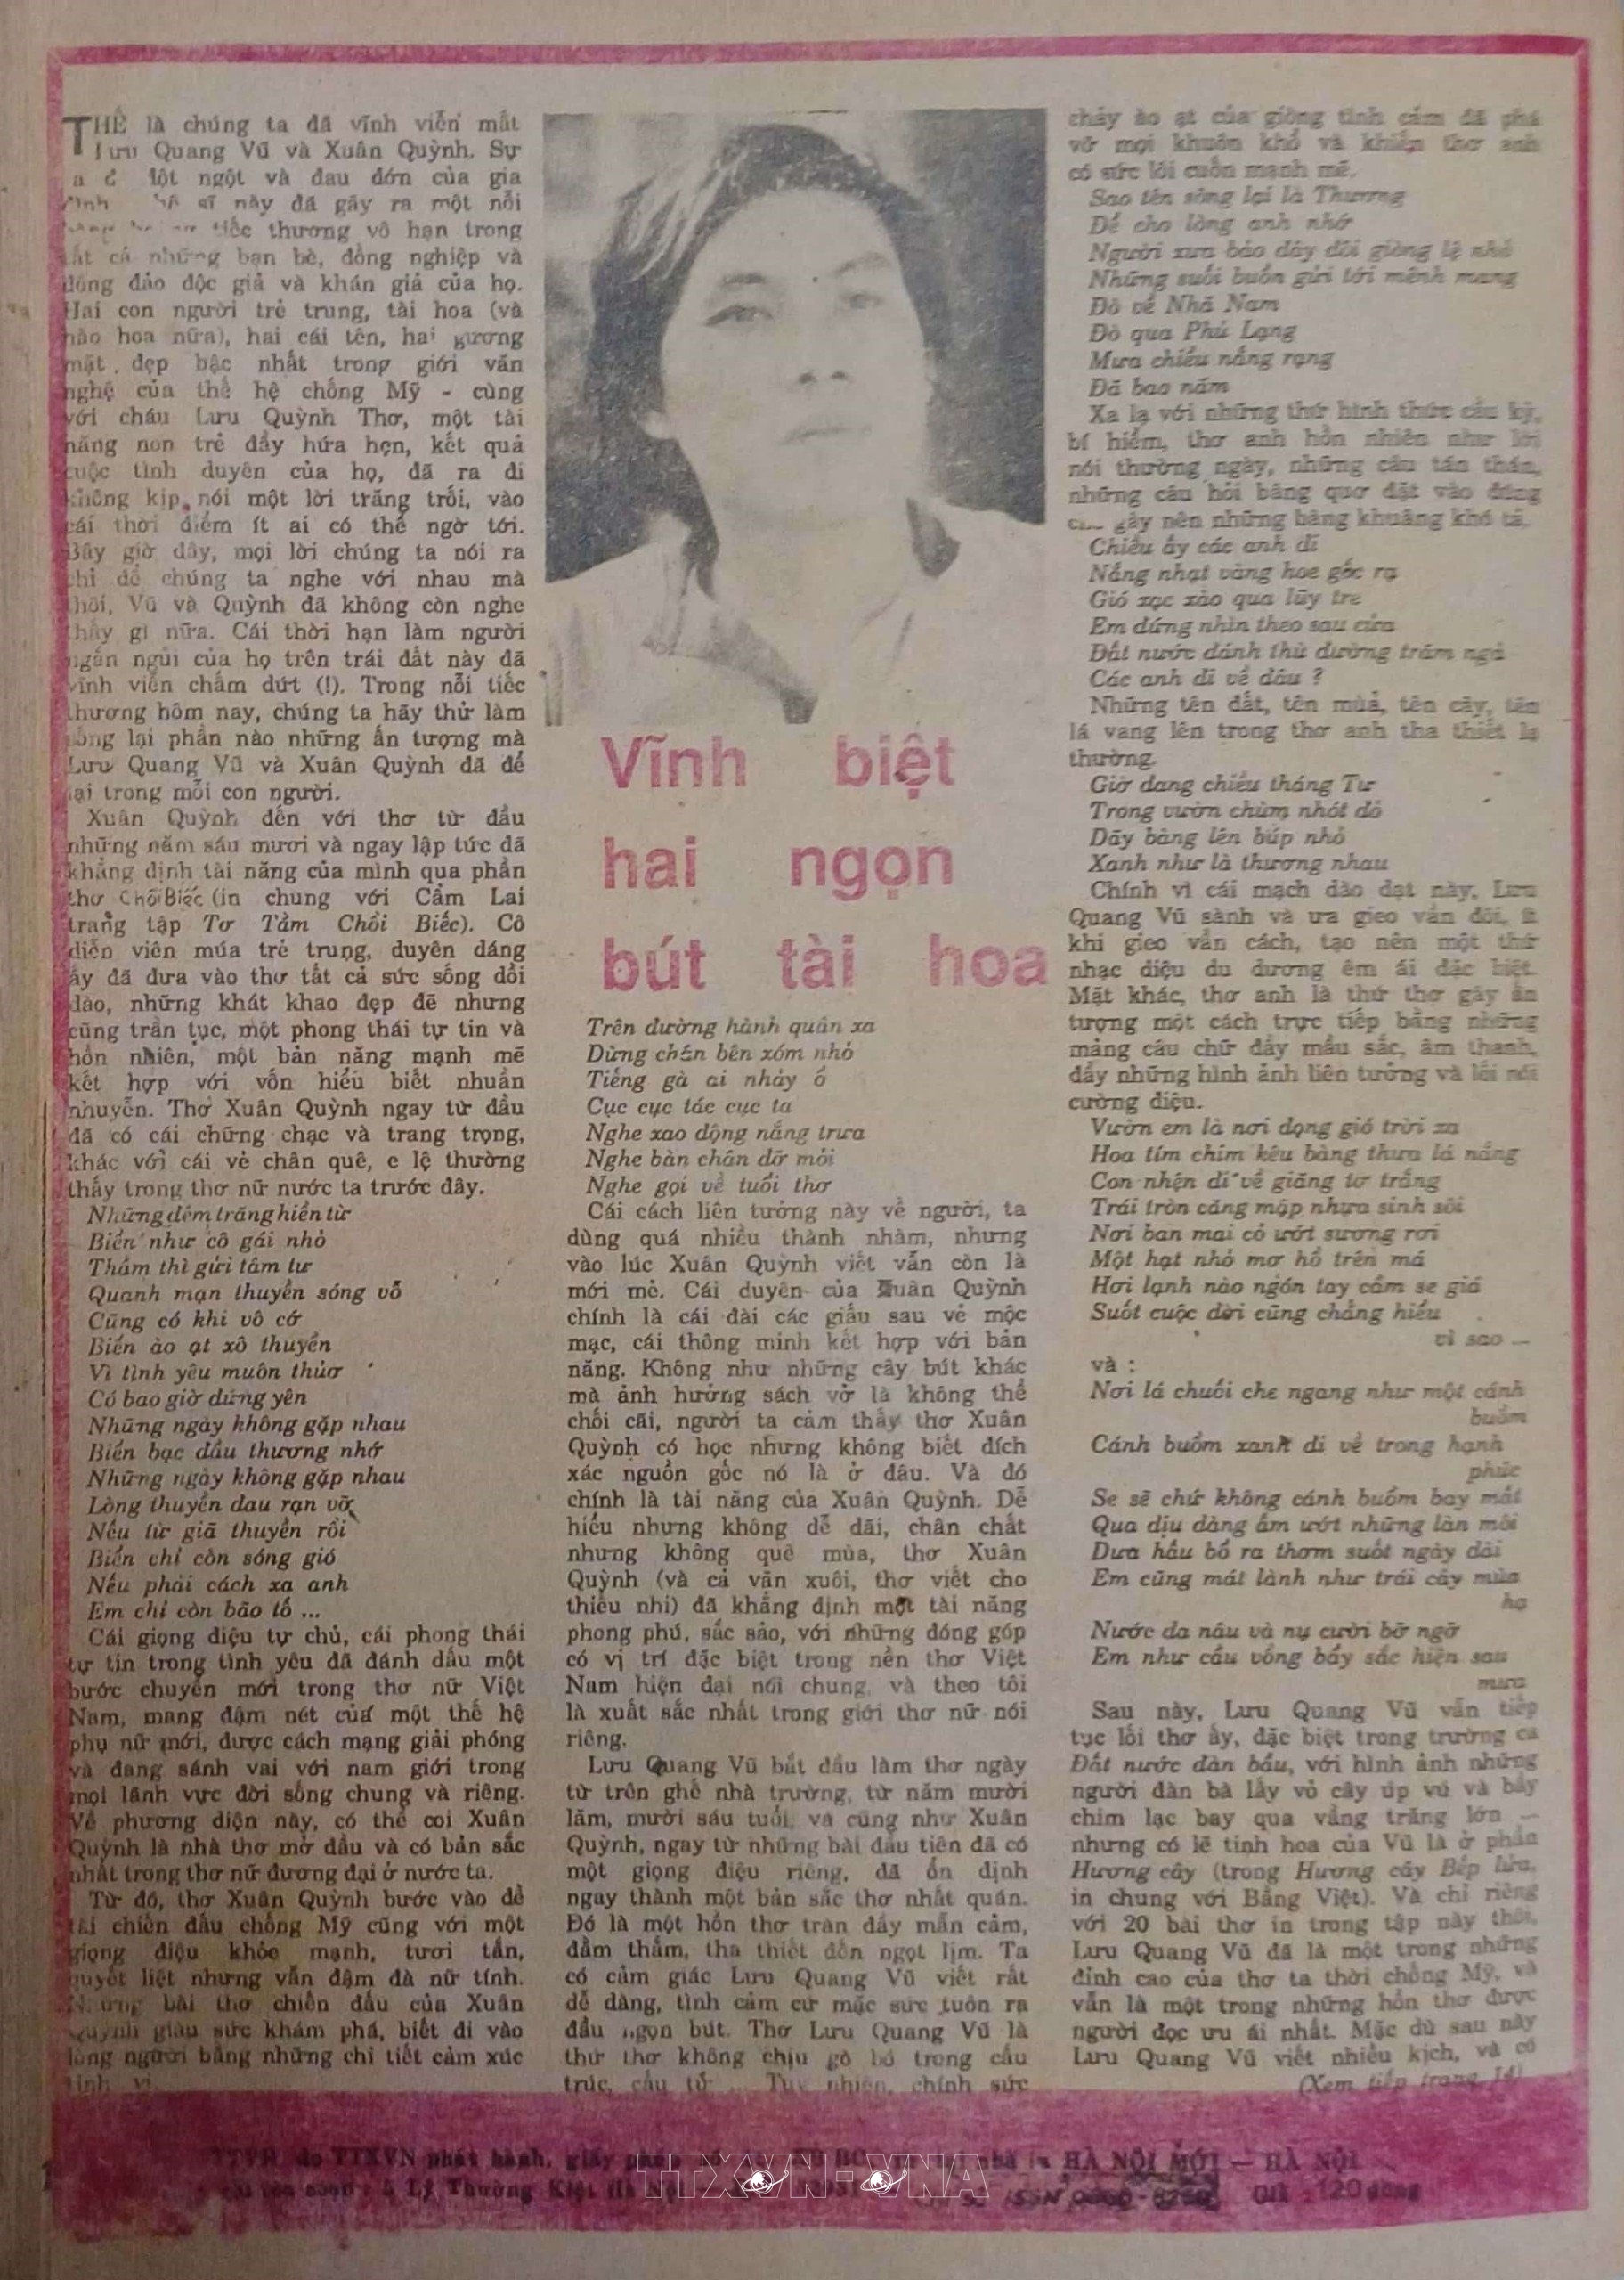 THẾ là chúng ta đã vĩnh viễn mất
Lưu Quang Vũ và Xuân Quỳnh. Sự
ột ngột và đau đớn của gia
sĩ này đã gây ra một nỗi
tiếc thương vô hạn trong
tất cả những bạn bè, đồng nghiệp và
đông đảo độc giả và khán giả của họ.
Hai con người trẻ trung, tài hoa (và
hào hoa nữa), hai cái tên, hai gương
mặt đẹp bậc nhất trong giới văn
nghệ của thế hệ chống Mỹ - cùng
với cháu Lưu Quỳnh Thơ, một tài
năng non trẻ đầy hứa hẹn, kết quả
cuộc tình duyên của họ, đã ra đi
không kịp nói một lời trăng trối, vào
cái thời điểm ít ai có thể ngờ tới.
Bây giờ đây, mọi lời chúng ta nói ra
chỉ để chúng ta nghe với nhau mà
thôi, Vũ và Quỳnh đã không còn nghe
thấy gì nữa. Cái thời hạn làm người
ngắn ngủi của họ trên trái đất này đã
vĩnh viễn chấm dứt (!). Trong nỗi tiếc
thương hôm nay, chúng ta hãy thử làm
sống lại phần nào những ấn tượng mà
Lưu Quang Vũ và Xuân Quỳnh đã để
lại trong mỗi con người.
Xuân Quỳnh đến với thơ từ đầu
những năm sáu mươi và ngay lập tức đã
khẳng định tài năng của mình qua phần
thơ Chồi Biếc (in chung với Cẩm Lai
trang tập Tơ Tằm Chồi Biếc). Cô
diễn viên múa trẻ trung, duyên dáng
ấy đã đưa vào thơ tất cả sức sống dồi
dào, những khát khao đẹp đẽ nhưng
cũng trần tục, một phong thái tự tin và
hồn nhiên, một bản năng mạnh mẽ
kết hợp với vốn hiểu biết nhuần
nhuyễn. Thơ Xuân Quỳnh ngay từ đầu
đã có cái chững chạc và trang trọng,
khác với cái vẻ chân quê, e lệ thường
thấy trong thơ nữ nước ta trước đây.
Những đêm trăng hiền từ
Biển như cô gái nhỏ
Thầm thì gửi tâm tư
Quanh mạn thuyền sóng vỗ
Cũng có khi vô cớ
Biển ào ạt xô thuyền
Vì tình yêu muôn thủa
Có bao giờ đứng yên
Những ngày không gặp nhau
Biển bạc đầu thương nhớ
Những ngày không gặp nhau
Lòng thuyền đau rạn vỡ
Nếu từ giã thuyền rồi
Biển chỉ còn sóng gió
Nếu phải cách xa anh
Em chỉ còn bão tố ...
Cái giọng điệu tự chủ, cái phong thái
tự tin trong tình yêu đã đánh dấu một
bước chuyển mới trong thơ nữ Việt
Nam, mang đậm nét của một thế hệ
phụ nữ mới, được cách mạng giải phóng
và đang sánh vai với nam giới trong
mọi lãnh vực đời sống chung và riêng.
Về phương diện này, có thể coi Xuân
Quỳnh là nhà thơ mở đầu và có bản sắc
nhất trong thơ nữ đương đại ở nước ta.
Từ đó, thơ Xuân Quỳnh bước vào đề
tài chiến đấu chống Mỹ cũng với một
giọng điệu khỏe mạnh, tươi tắn,
quyết liệt nhưng vẫn đậm đà nữ tính.
Những bài thơ chiến đấu của Xuân
Quỳnh giàu sức khám phá, biết đi vào
lòng người bằng những chi tiết cảm xúc
tinh vi.
Vĩnh biệt
hai ngọn
bút tài hoa
Trên đường hành quân xa
Dừng chân bên xóm nhỏ
Tiếng gà ai nhảy ổ
Cục cục tác cục ta
Nghe xao động nắng trưa
Nghe bàn chân đỡ mỏi
Nghe gọi về tuổi thơ
Cái cách liên tưởng này về người, ta
dùng quá nhiều thành nhàm, nhưng
vào lúc Xuân Quỳnh viết vẫn còn là
mới mẻ. Cái duyên của Xuân Quỳnh
chính là cái đài các giấu sau vẻ mộc
mạc, cái thông minh kết hợp với bản
năng. Không như những cây bút khác
mà ảnh hưởng sách vở là không thể
chối cãi, người ta cảm thấy thơ Xuân
Quỳnh có học nhưng không biết đích
xác nguồn gốc nó là ở đâu. Và đó
chính là tài năng của Xuân Quỳnh. Dễ
hiểu nhưng không dễ dãi, chân chất
nhưng không quê mùa, thơ Xuân
Quỳnh (và cả văn xuôi, thơ viết cho
thiếu nhi) đã khẳng định một tài năng
phong phú, sắc sảo, với những đóng góp
có vị trí đặc biệt trong nền thơ Việt
Nam hiện đại nói chung, và theo tôi
là xuất sắc nhất trong giới thơ nữ nói
riêng.
Lưu Quang Vũ bắt đầu làm thơ ngày
từ trên ghế nhà trường, từ năm mười
lăm, mười sáu tuổi, và cũng như Xuân
Quỳnh, ngay từ những bài đầu tiên đã có
một giọng điệu riêng, đã ổn định
ngay thành một bản sắc thơ nhất quán.
Đó là một hồn thơ tràn đầy mẫn cảm,
đằm thắm, tha thiết đến ngọt lịm. Ta
có cảm giác Lưu Quang Vũ viết rất
dễ dàng, tình cảm cứ mặc sức tuôn ra
đầu ngọn bút. Thơ Lưu Quang Vũ là
thứ thơ không chịu gò bó trong cấu
trúc, cấu tứ: ... Tuy nhiên, chính sức
chảy ào ạt của giòng tình cảm đã phá
vỡ mọi khuôn khổ và khiến thơ anh
có sức lôi cuốn mạnh mẽ.
Sao tên sông lại là Thương
Để cho lòng anh nhớ
Người xưa bảo đây đôi giòng lệ nhỏ
Những suối buồn gửi tới mênh mang
Đò về Nhã Nam
Đò qua Phủ Lạng
Mưa chiều nắng rạng
Đã bao năm
Xa lạ với những thứ hình thức cầu kỳ,
bí hiểm, thơ anh hồn nhiên như lời
nói thường ngày, những câu tán thán,
những câu hỏi bâng quơ đặt vào đúng
gây nên những bàng khuâng khó tả.
Chiều ấy các anh đi
Nắng nhạt vàng hoe gốc rạ
Gió xạc xào qua lũy tre
Em đứng nhìn theo sau cửa
Đất nước đánh thù đường trăm ngả
Các anh đi về đâu ?
Những tên đất, tên mùa, tên cây, tên
lá vang lên trong thơ anh tha thiết lạ
thường.
Giờ đang chiều tháng Tư
Trong vườn chùm nhót đỏ
Dãy bàng lên búp nhỏ
Xanh như là thương nhau
Chính vì cái mạch dào dạt này, Lưu
Quang Vũ sành và ưa gieo vần đôi, ít
khi gieo vần cách, tạo nên một thứ
nhạc điệu du dương êm ái đặc biệt.
Mặt khác, thơ anh là thứ thơ gây ấn
tượng một cách trực tiếp bằng những
mảng câu chữ đầy mầu sắc, âm thanh,
đầy những hình ảnh liên tưởng và lối nói
cường điệu.
Vườn em là nơi đọng gió trời xa
Hoa tím chim kêu bàng thưa lá nắng
Con nhện đi về giăng tơ trắng
Trái tròn căng mập nhựa sinh sôi
Nơi ban mai cỏ ướt sương rơi
Một hạt nhỏ mơ hồ trên má
Hơi lạnh nào ngón tay cầm se giá
Suốt cuộc đời cũng chẳng hiểu
vì sao ...
và :
Nơi lá chuối che ngang như một cánh
buồm
Cánh buồm xanh đi về trong hạnh
phúc
Se sẽ chứ không cánh buồm bay mất
Qua dịu dàng ẩm ướt những làn môi
Dưa hấu bổ ra thơm suốt ngày dài
Em cũng mát lành như trái cây mùa
hạ
Nước da nâu và nụ cười bỡ ngỡ
Em như cầu vồng bẩy sắc hiện sau
mưa
Sau này, Lưu Quang Vũ vẫn tiếp
tục lối thơ ấy, đặc biệt trong trường ca
Đất nước đàn bầu, với hình ảnh những
người đàn bà lấy vỏ cây úp vú và bầy
chim lạc bay qua vầng trăng lớn —
nhưng có lẽ tinh hoa của Vũ là ở phần
Hương cây (trong Hương cây Bếp lửa,
in chung với Bằng Việt). Và chỉ riêng
với 20 bài thơ in trong tập này thôi,
Lưu Quang Vũ đã là một trong những
đỉnh cao của thơ ta thời chống Mỹ, và
vẫn là một trong những hồn thơ được
người đọc ưu ái nhất. Mặc dù sau này
Lưu Quang Vũ viết nhiều kịch, và có
(Xem tiếp trang 14)
do TTXVN phát hành, giấy HÀ NỘI MỚI — HÀ NỘI
5 Lý Thường Kiệt ISSN Giá : 120 đồng
TTXVN-VNA